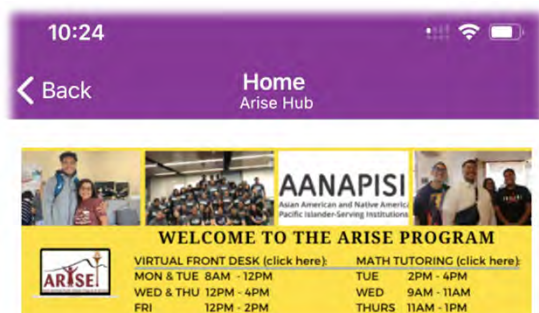 10:24
Back
Home
Arise Hub
AANAPISI
Asian American and Native America
Pacific Islander-Serving Institutions
WELCOME TO THE ARISE PROGRAM
ARISE
VIRTUAL FRONT DESK (click here):
MON & TUE 8AM - 12PM
WED & THU 12PM - 4PM
FRI 12PM - 2PM
MATH TUTORING (click here):
TUE 2PM - 4PM
WED 9AM - 11AM
THURS 11AM - 1PM